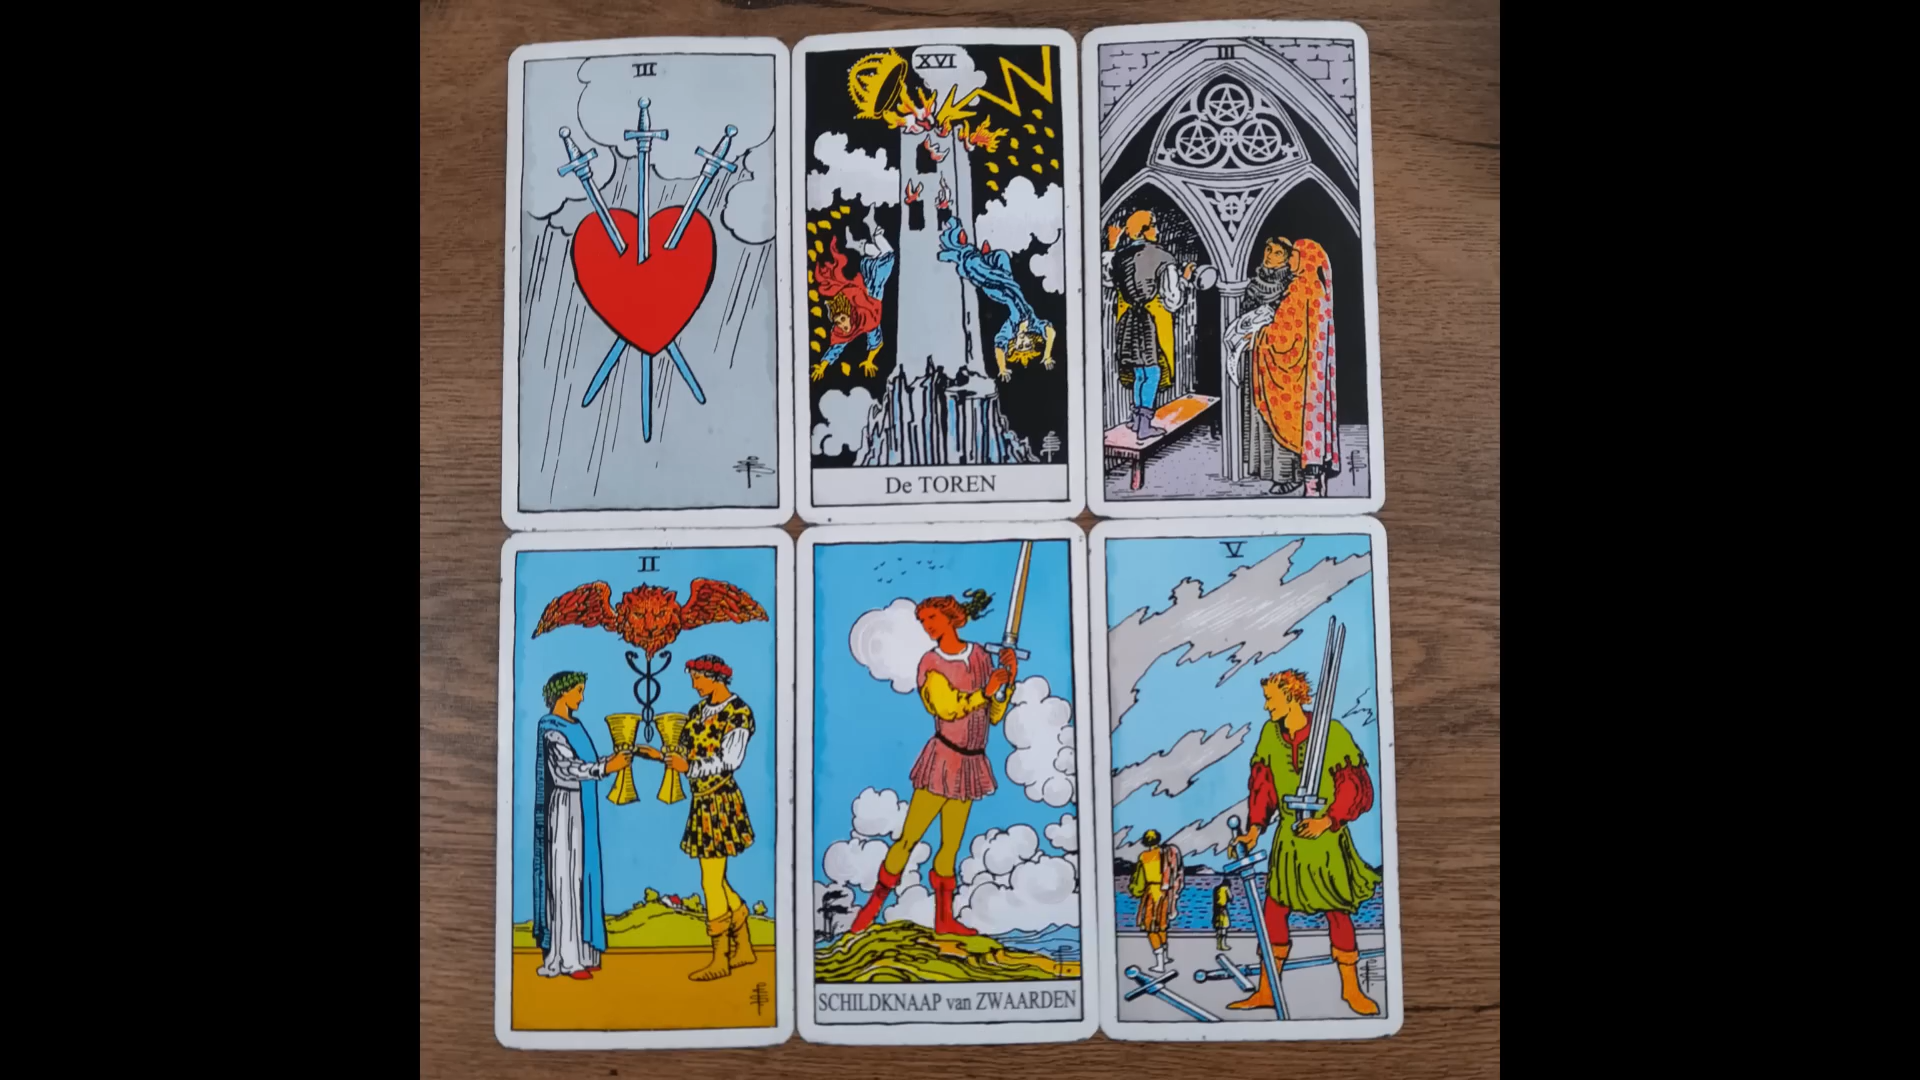 III
XVI
III
De TOREN
II
V
SCHILDKNAAP van ZWAARDEN